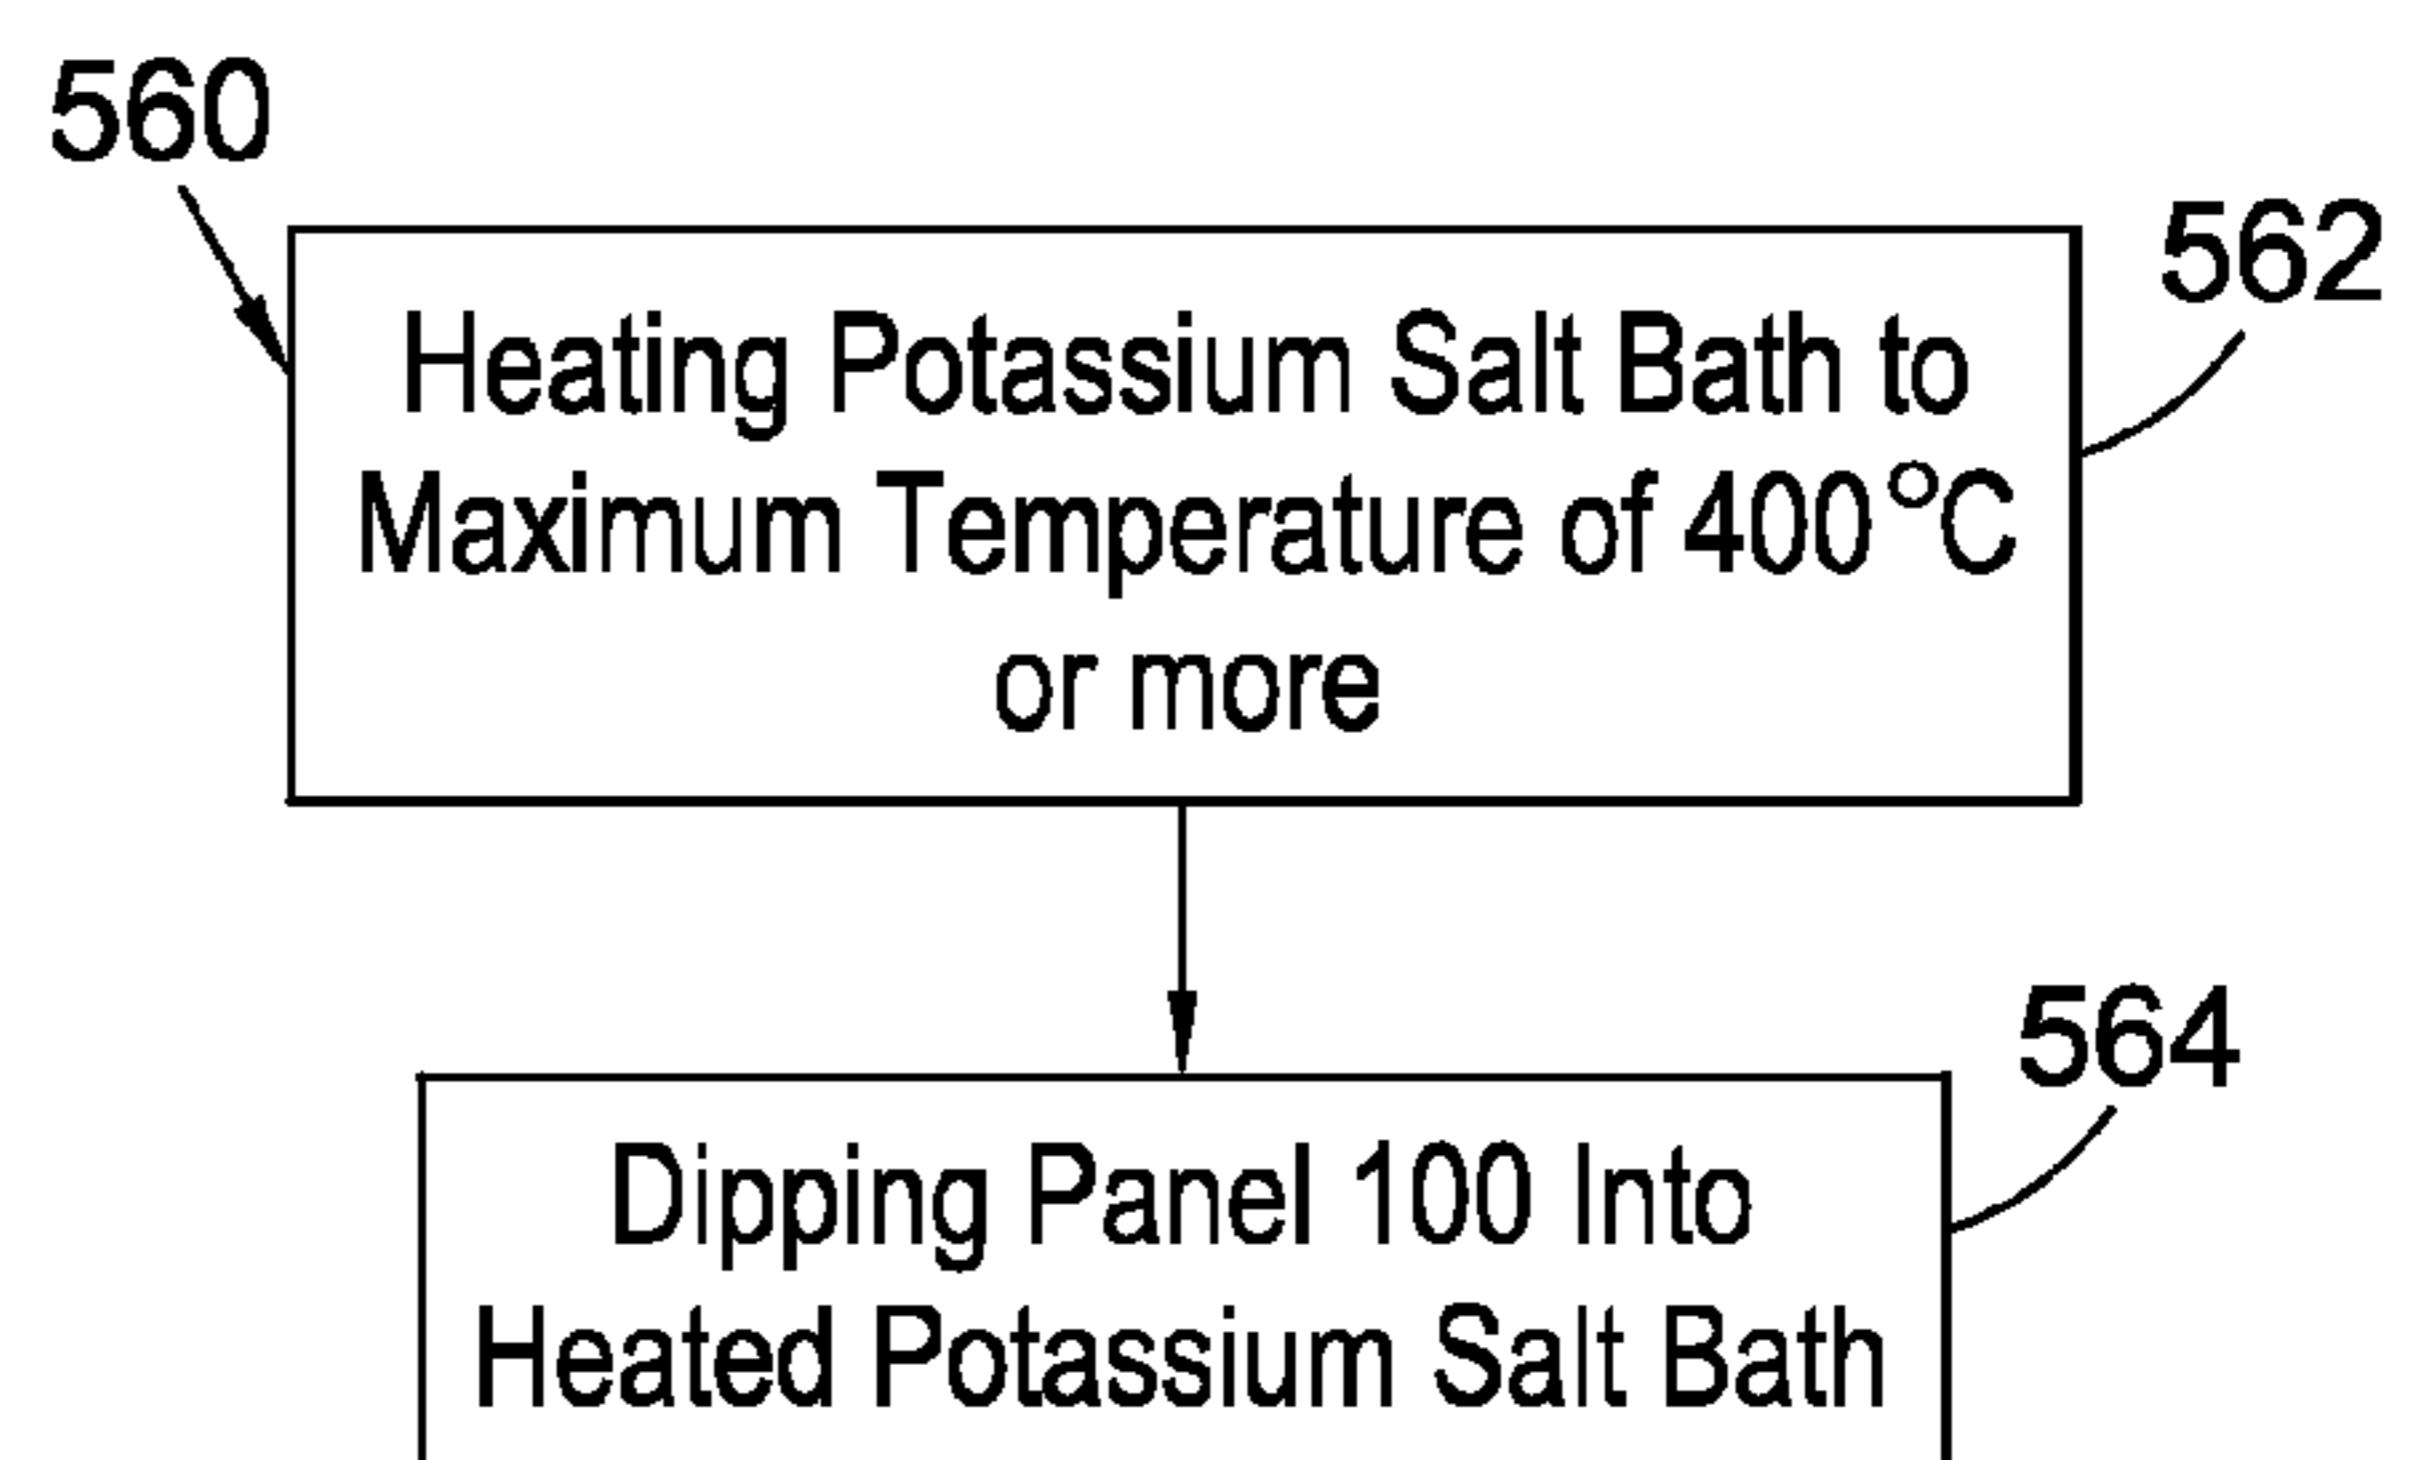 560
562
Heating Potassium Salt Bath to
Maximum Temperature of 400°C
or more
564
Dipping Panel 100 Into
Heated Potassium Salt Bath